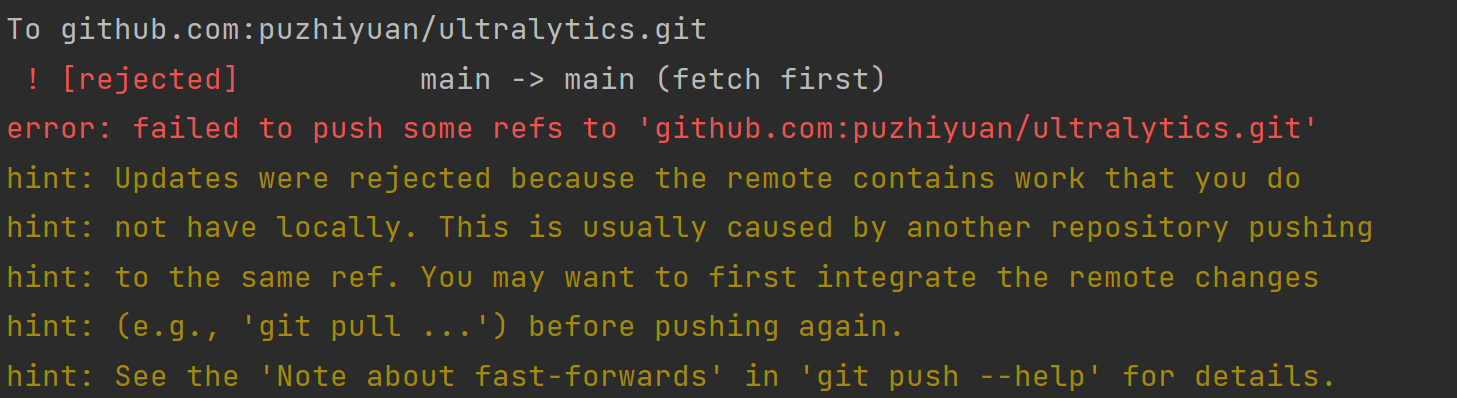 To github.com:puzhiyuan/ultralytics.git
 ! [rejected]          main -> main (fetch first)
error: failed to push some refs to 'github.com:puzhiyuan/ultralytics.git'
hint: Updates were rejected because the remote contains work that you do
hint: not have locally. This is usually caused by another repository pushing
hint: to the same ref. You may want to first integrate the remote changes
hint: (e.g., 'git pull ...') before pushing again.
hint: See the 'Note about fast-forwards' in 'git push --help' for details.